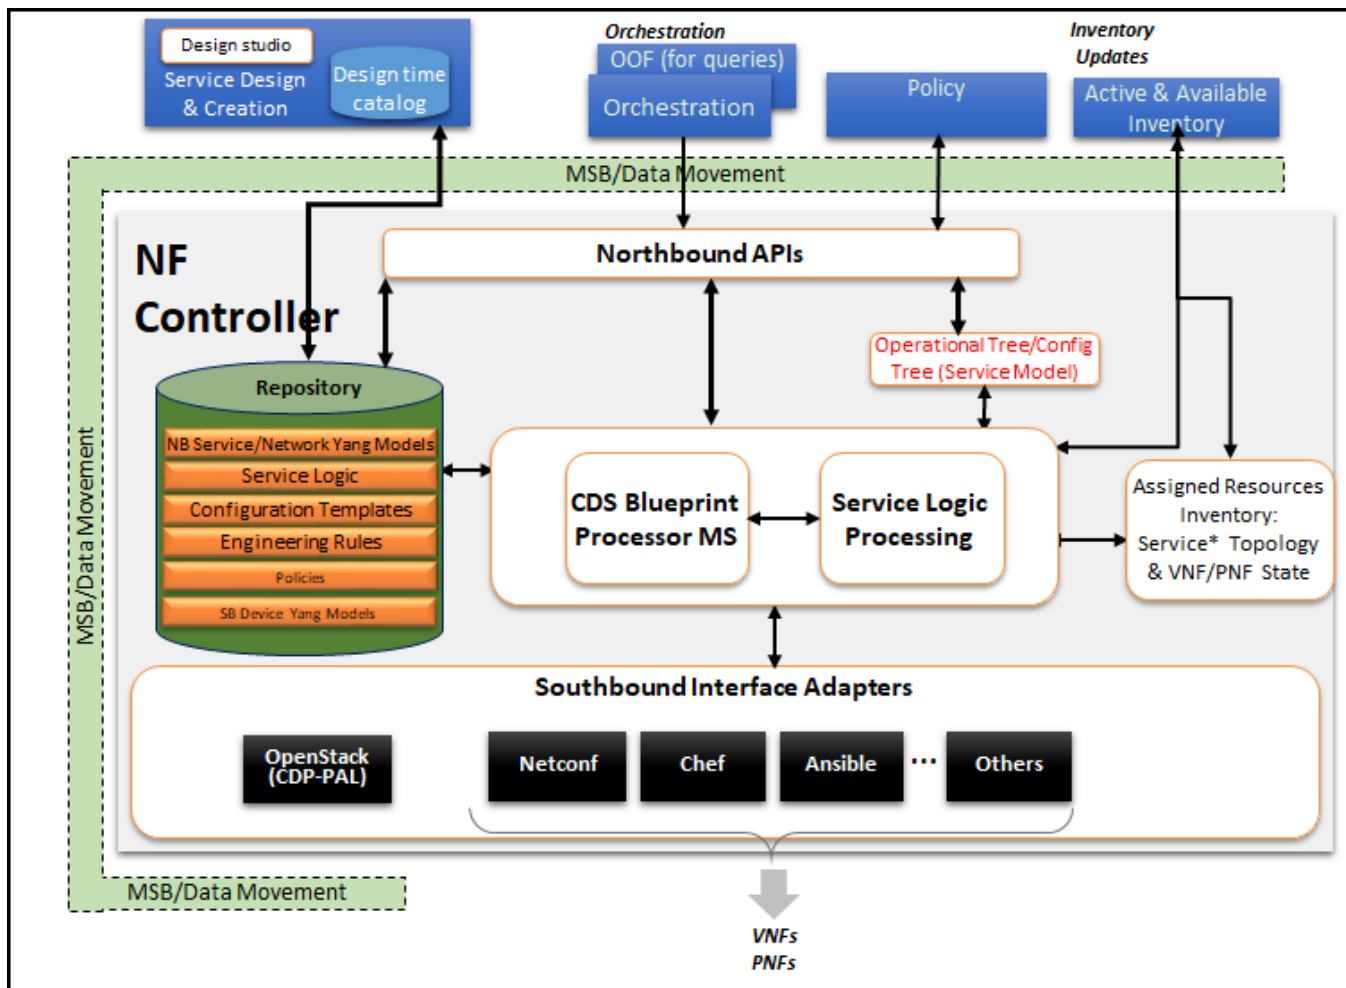 Design studio
Service Design
& Creation
Design time
catalog
Orchestration
OOF (for queries)
Orchestration
Policy
Inventory
Updates
Active & Available
Inventory
MSB/Data Movement
MSB/Data Movement
MSB/Data Movement
NF
Controller
Northbound APIs
Operational Tree/Config
Tree (Service Model)
Repository
NB Service/Network Yang Models
Service Logic
Configuration Templates
Engineering Rules
Policies
SB Device Yang Models
CDS Blueprint
Processor MS
Service Logic
Processing
Assigned Resources
Inventory:
Service* Topology
& VNF/PNF State
Southbound Interface Adapters
OpenStack
(CDP-PAL)
Netconf
Chef
Ansible
...
Others
VNFs
PNFs